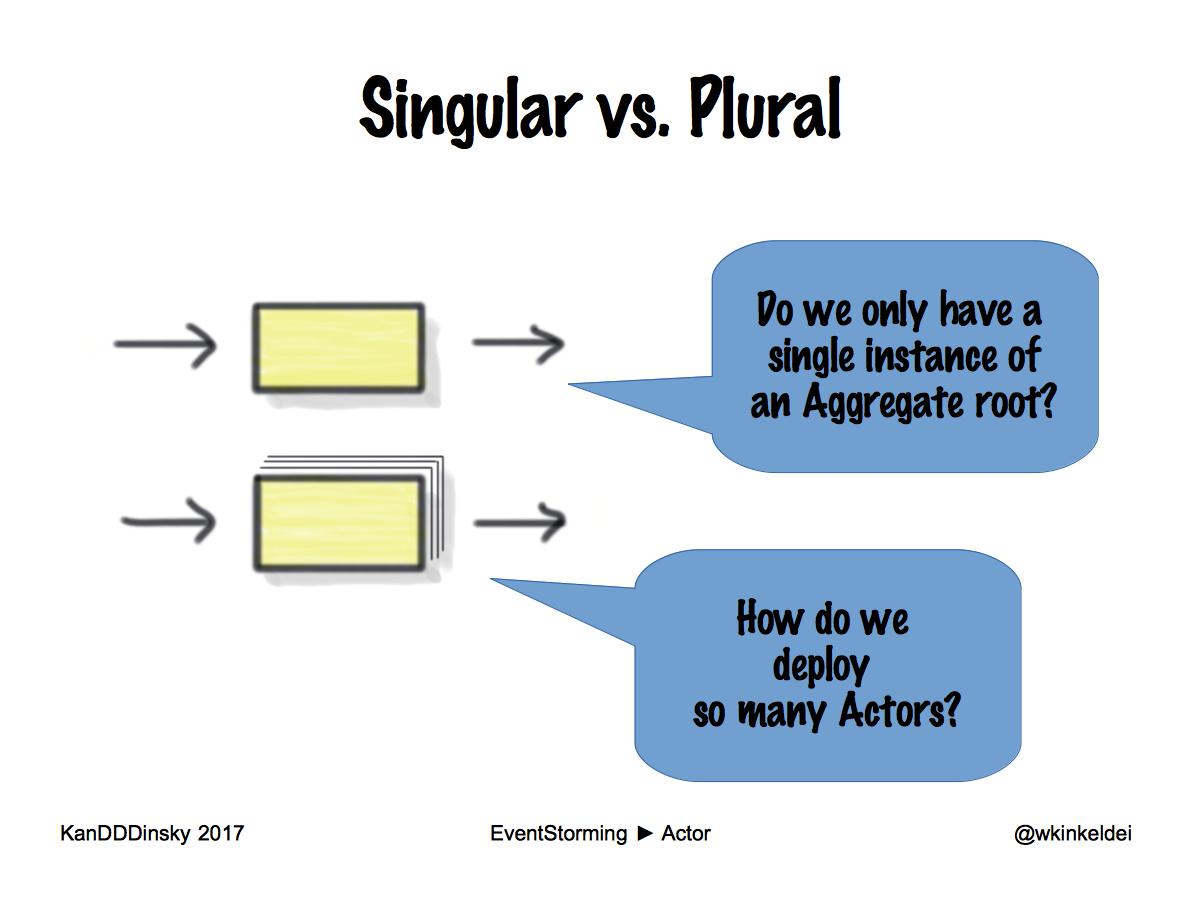 Singular vs. Plural
Do we only have a
single instance of
an Aggregate root?
How do we
deploy
so many Actors?
KanDDDinsky 2017
EventStorming ► Actor
@wkinkeldei